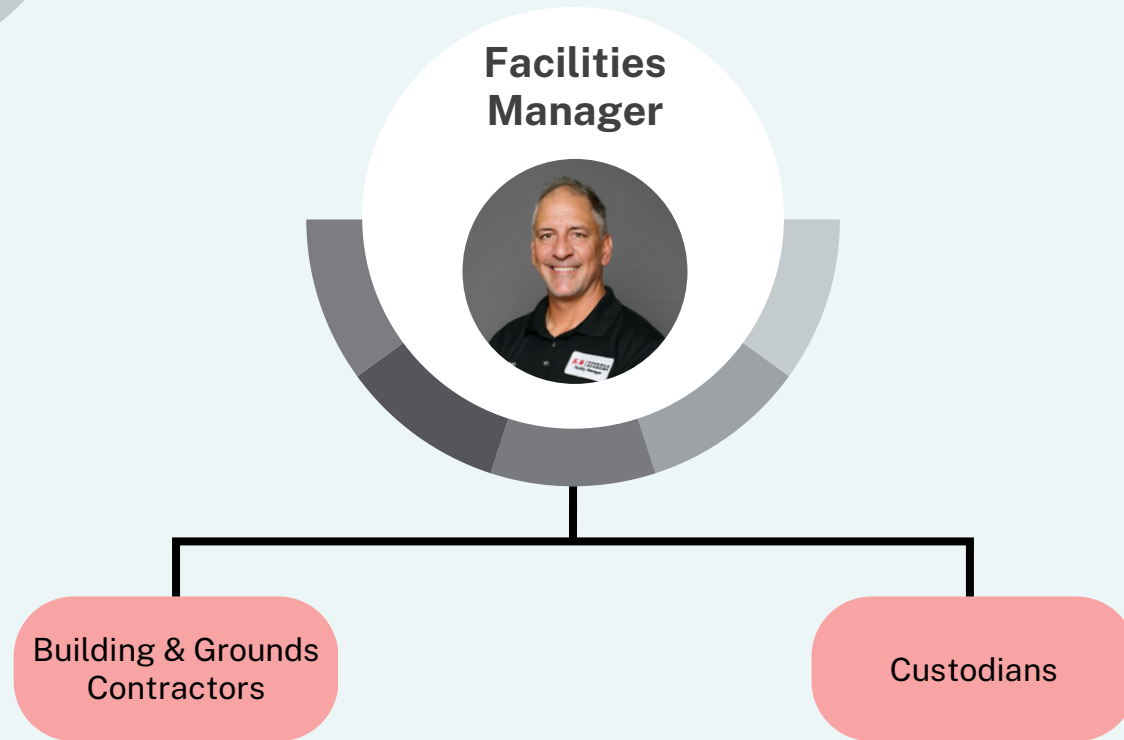 Facilities
Manager
Building & Grounds
Contractors
Custodians